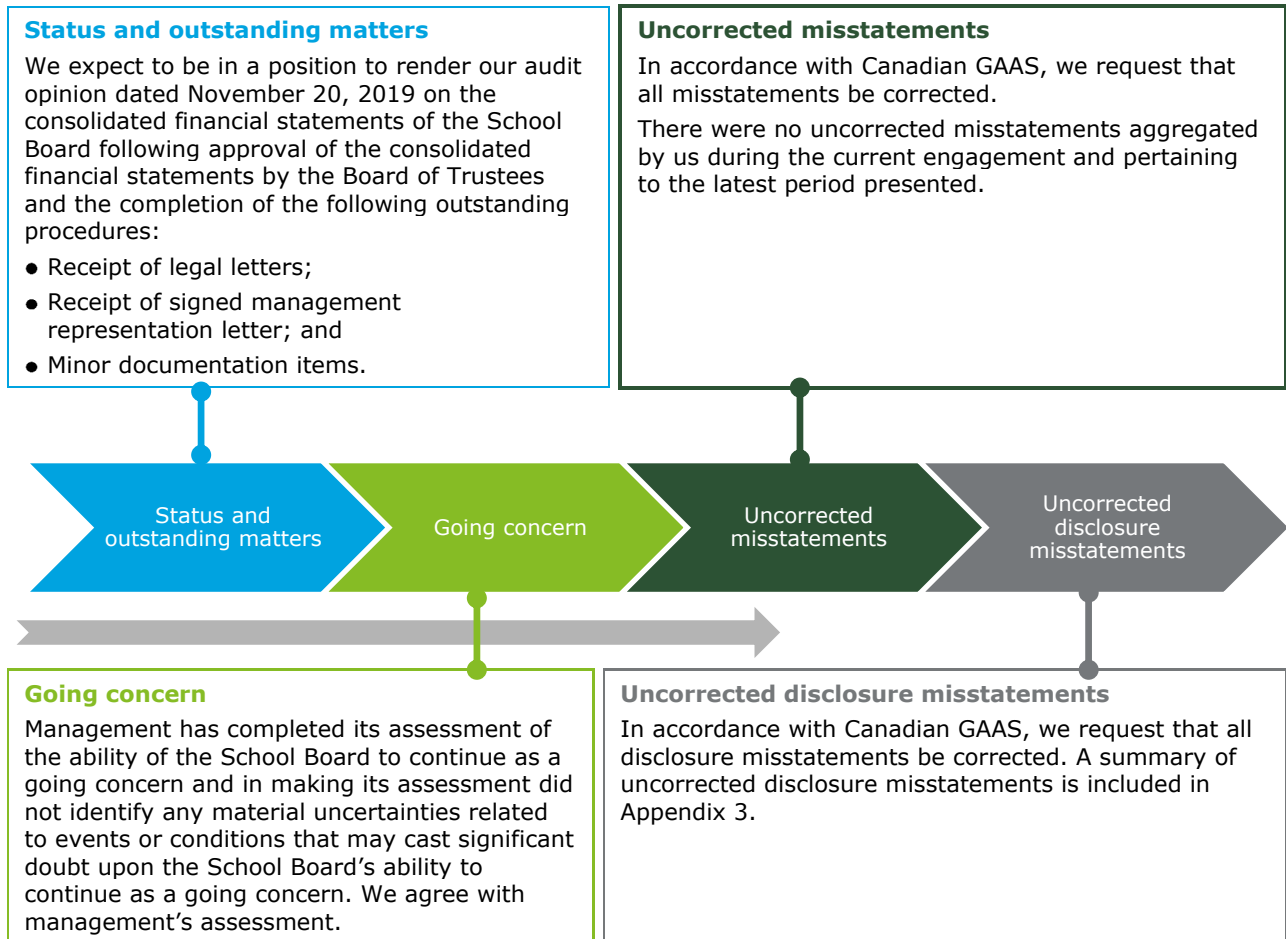 Status and outstanding matters
We expect to be in a position to render our audit
opinion dated November 20, 2019 on the
consolidated financial statements of the School
Board following approval of the consolidated
financial statements by the Board of Trustees
and the completion of the following outstanding
procedures:
● Receipt of legal letters;
● Receipt of signed management
representation letter; and
● Minor documentation items.
Uncorrected misstatements
In accordance with Canadian GAAS, we request that
all misstatements be corrected.
There were no uncorrected misstatements aggregated
by us during the current engagement and pertaining
to the latest period presented.
Status and
outstanding matters
Going concern
Uncorrected
misstatements
Uncorrected
disclosure
misstatements
Going concern
Management has completed its assessment of
the ability of the School Board to continue as a
going concern and in making its assessment did
not identify any material uncertainties related
to events or conditions that may cast significant
doubt upon the School Board’s ability to
continue as a going concern. We agree with
management’s assessment.
Uncorrected disclosure misstatements
In accordance with Canadian GAAS, we request that all
disclosure misstatements be corrected. A summary of
uncorrected disclosure misstatements is included in
Appendix 3.